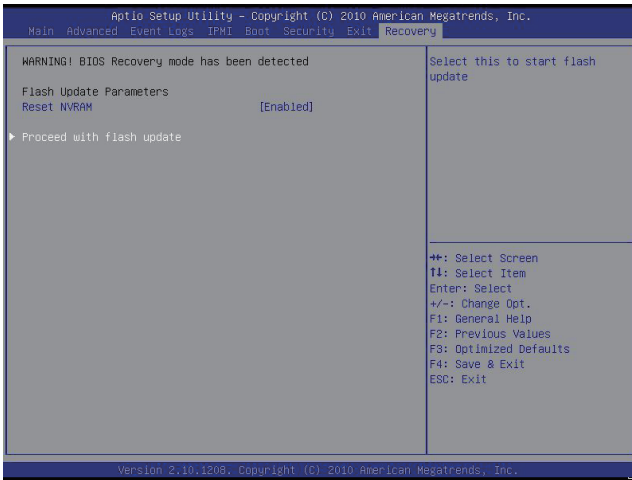 Aptio Setup Utility – Copyright (C) 2010 American Megatrends, Inc.
Main Advanced Event Logs IPMI Boot Security Exit Recovery
WARNING! BIOS Recovery mode has been detected
Flash Update Parameters
Reset NVRAM [Enabled]
▶ Proceed with flash update
Select this to start flash
update
→←: Select Screen
↑↓: Select Item
Enter: Select
+/-: Change Opt.
F1: General Help
F2: Previous Values
F3: Optimized Defaults
F4: Save & Exit
ESC: Exit
Version 2.10.1208. Copyright (C) 2010 American Megatrends, Inc.